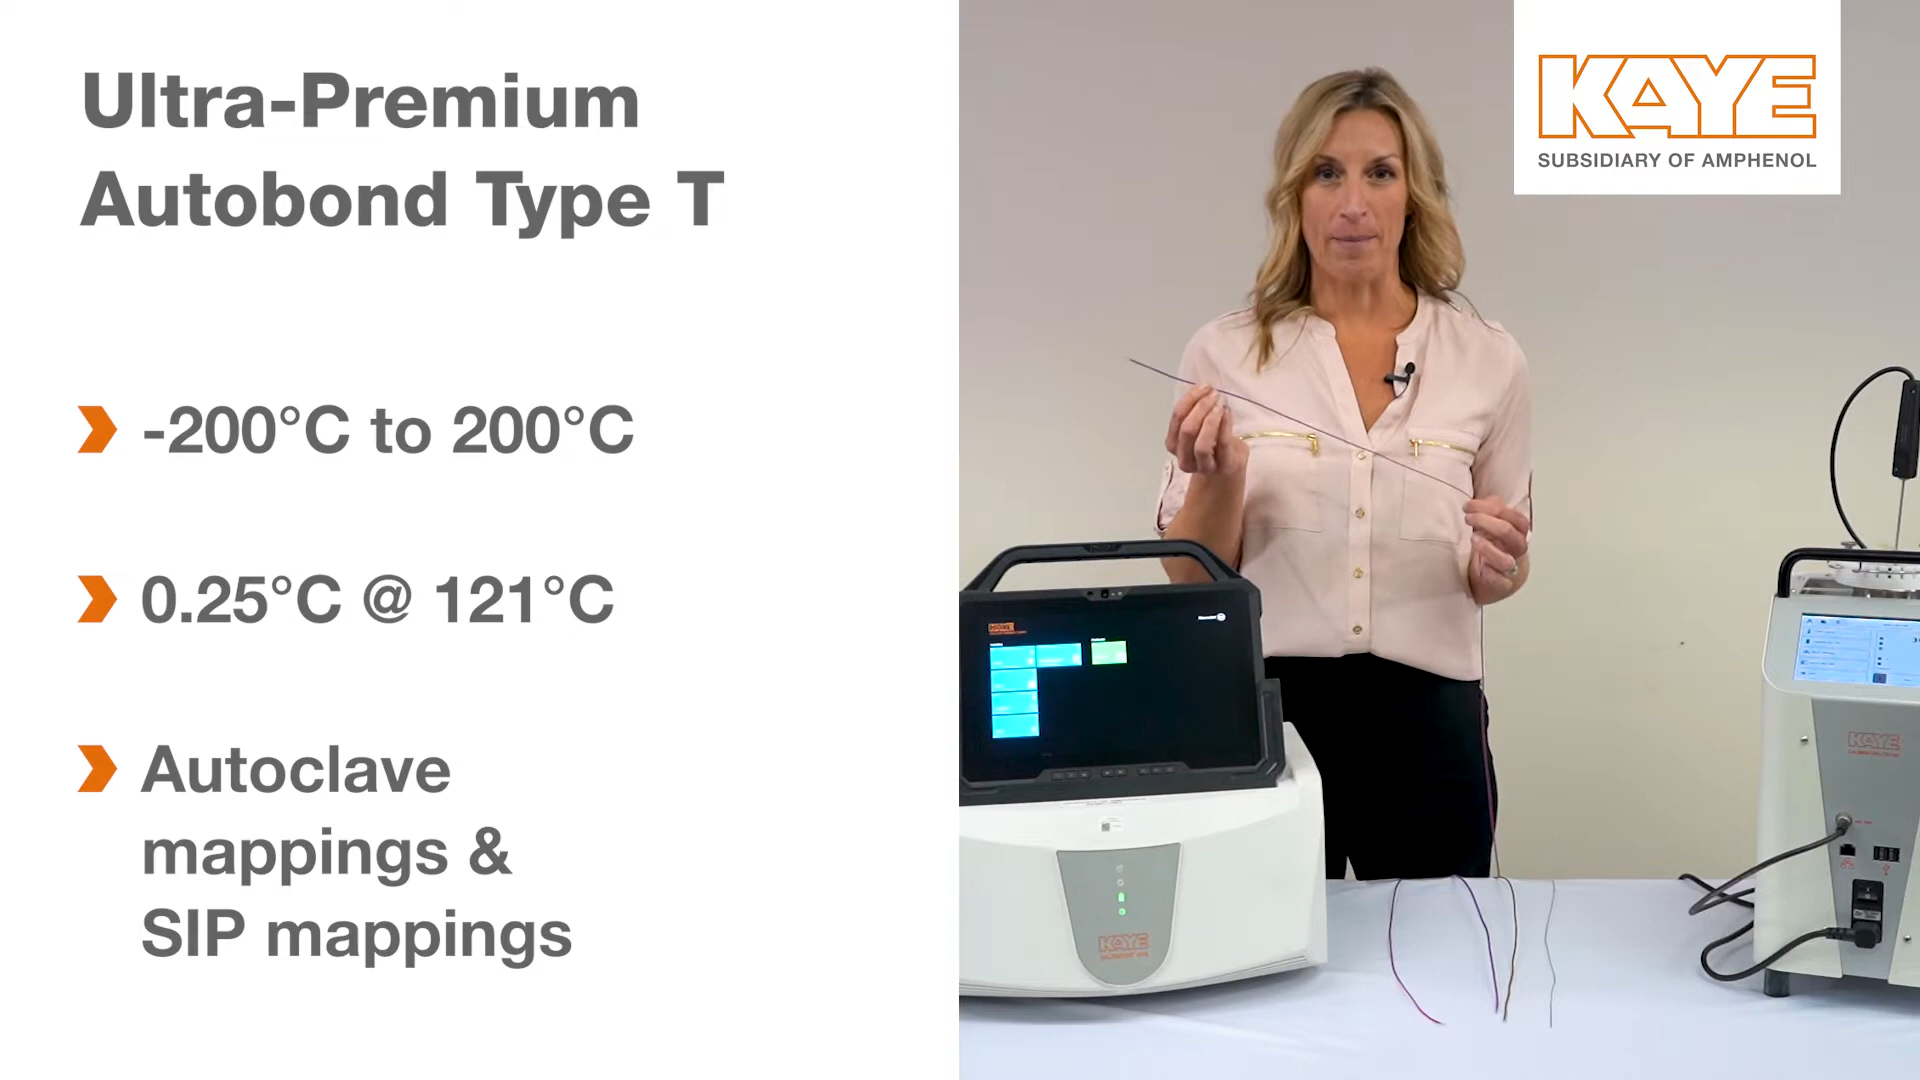 Ultra-Premium
Autobond Type T
-200°C to 200°C
0.25°C @ 121°C
Autoclave
mappings &
SIP mappings
KAYE
SUBSIDIARY OF AMPHENOL
KAYE
KAYE